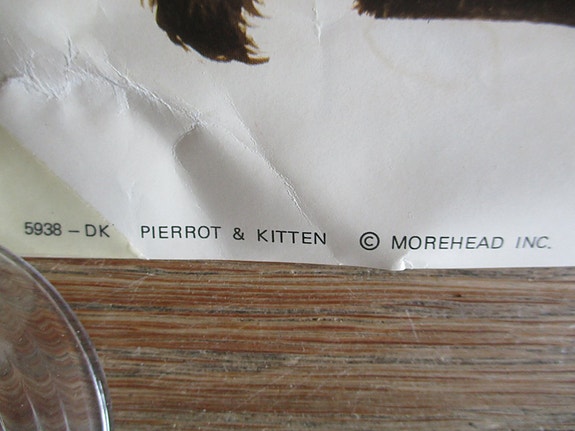 5938 – DK PIERROT & KITTEN © MOREHEAD INC.